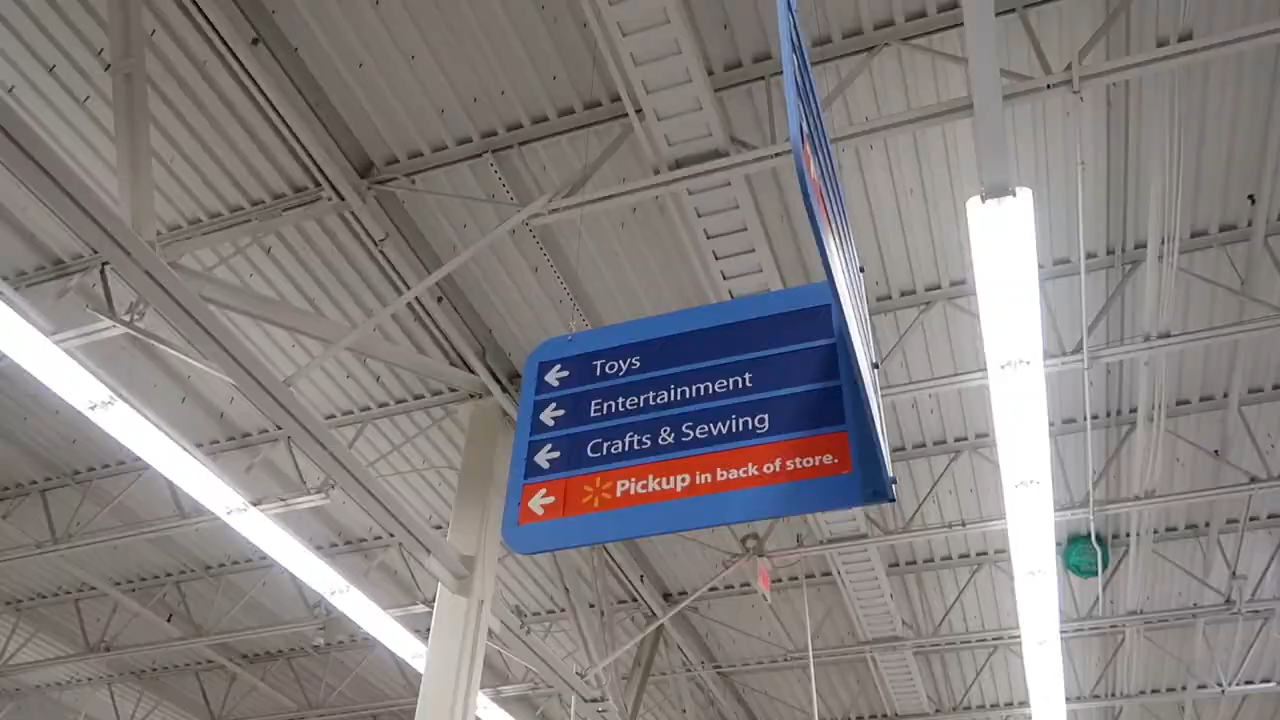 Toys
Entertainment
Crafts & Sewing
Pickup in back of store.